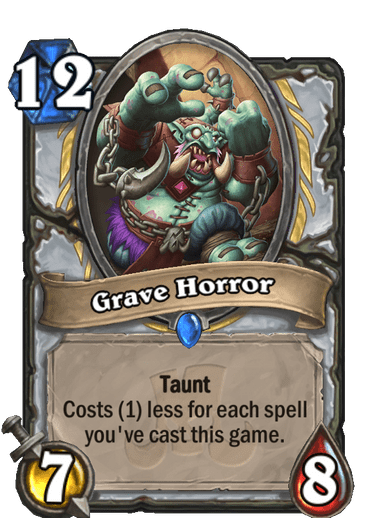 12
Grave Horror
Taunt
Costs (1) less for each spell
you've cast this game.
7
8